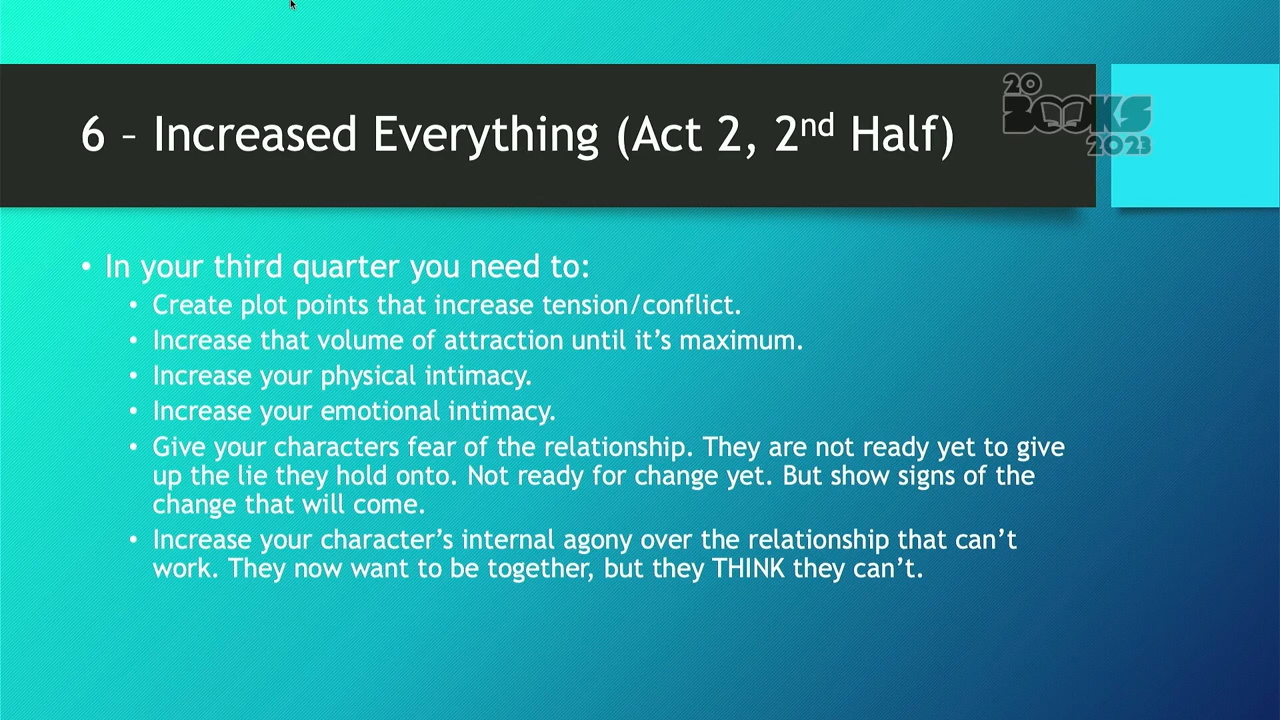 6 – Increased Everything (Act 2, 2nd Half)
20
BOOKS
2023
• In your third quarter you need to:
• Create plot points that increase tension/conflict.
• Increase that volume of attraction until it’s maximum.
• Increase your physical intimacy.
• Increase your emotional intimacy.
• Give your characters fear of the relationship. They are not ready yet to give
up the lie they hold onto. Not ready for change yet. But show signs of the
change that will come.
• Increase your character’s internal agony over the relationship that can’t
work. They now want to be together, but they THINK they can’t.